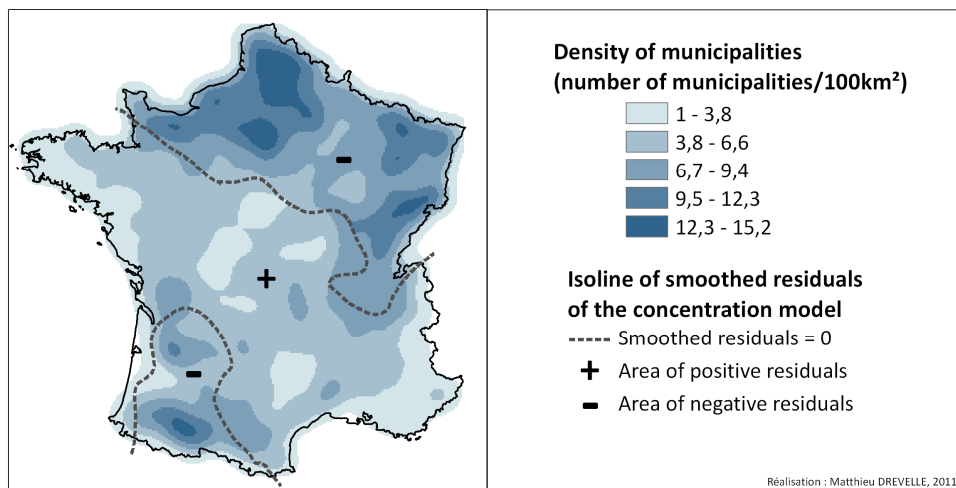 Density of municipalities
(number of municipalities/100km²)
1 - 3,8
3,8 - 6,6
6,7 - 9,4
9,5 - 12,3
12,3 - 15,2
Isoline of smoothed residuals
of the concentration model
Smoothed residuals = 0
+ Area of positive residuals
- Area of negative residuals
Réalisation : Matthieu DREVELLE, 2011